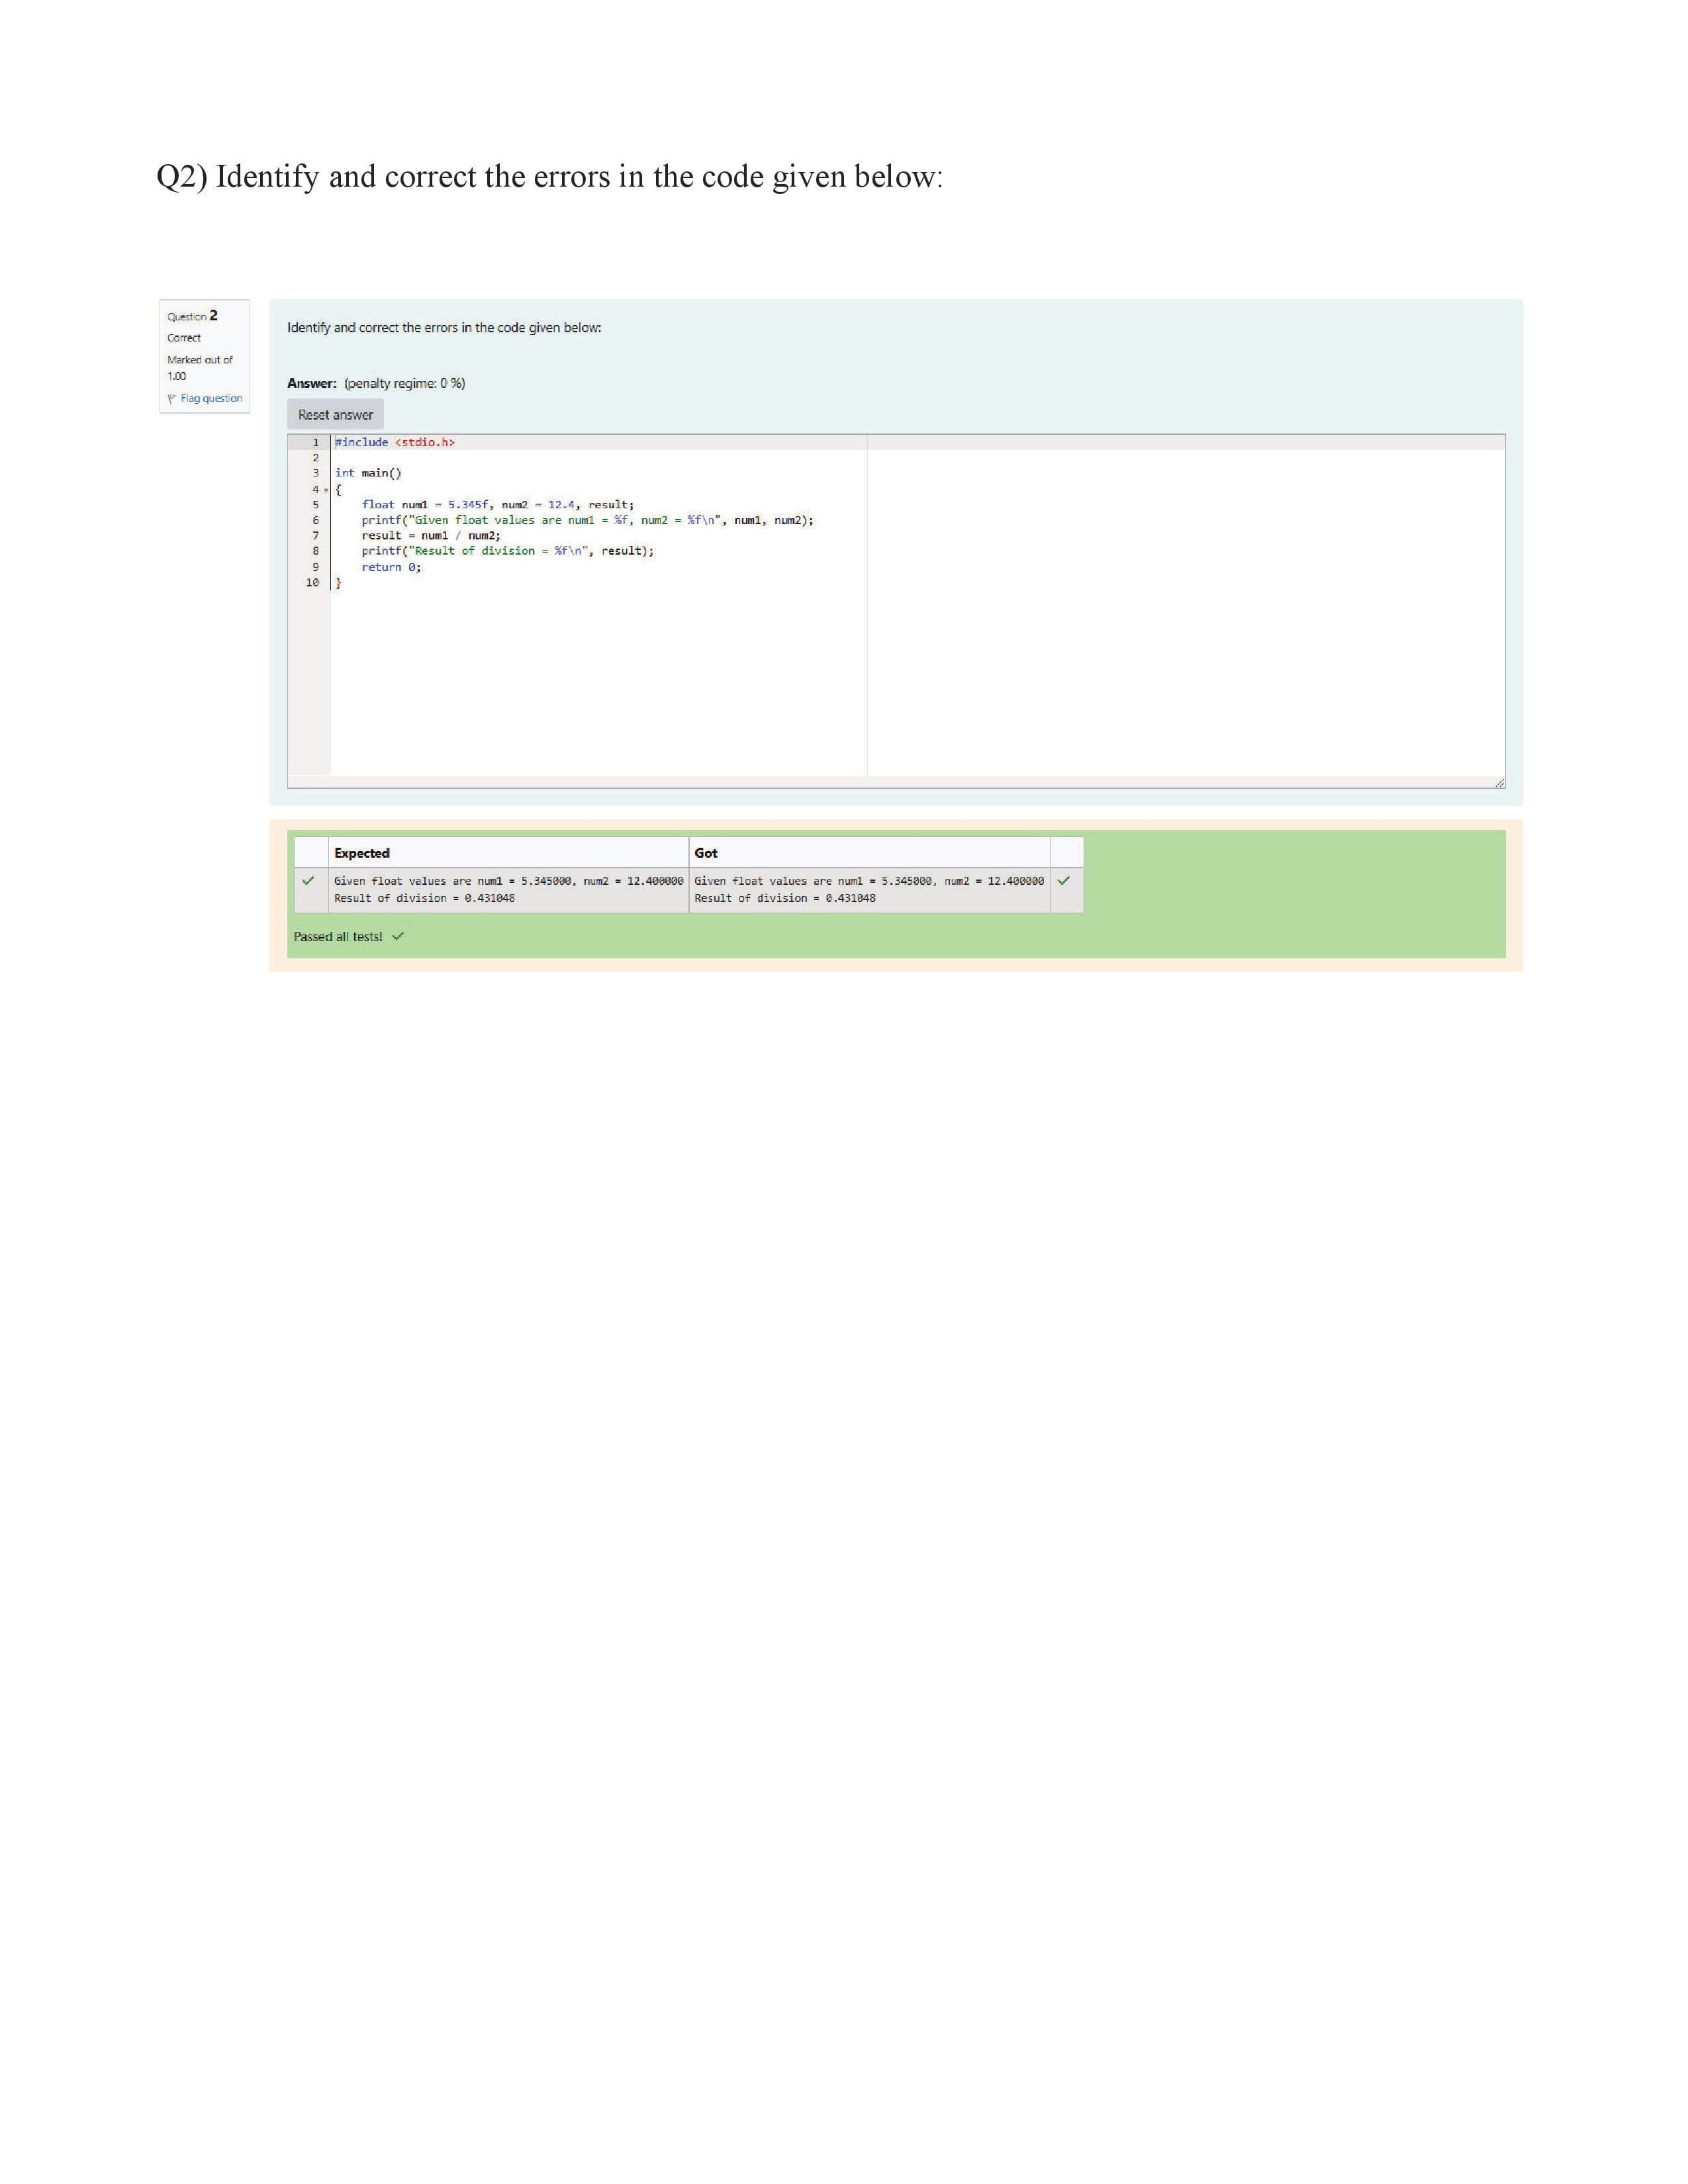 Q2) Identify and correct the errors in the code given below:
Question 2
Correct
Marked out of
1.00
Flag question
Identify and correct the errors in the code given below:
Answer: (penalty regime: 0 %)
Reset answer
1 #include <stdio.h>
2
3 int main()
4 {
5 float num1 = 5.345f, num2 = 12.4, result;
6 printf("Given float values are num1 = %f, num2 = %f\n", num1, num2);
7 result = num1 / num2;
8 printf("Result of division = %f\n", result);
9 return 0;
10 }
Expected Got
Given float values are num1 = 5.345000, num2 = 12.400000 Given float values are num1 = 5.345000, num2 = 12.400000
Result of division = 0.431048 Result of division = 0.431048
Passed all tests!